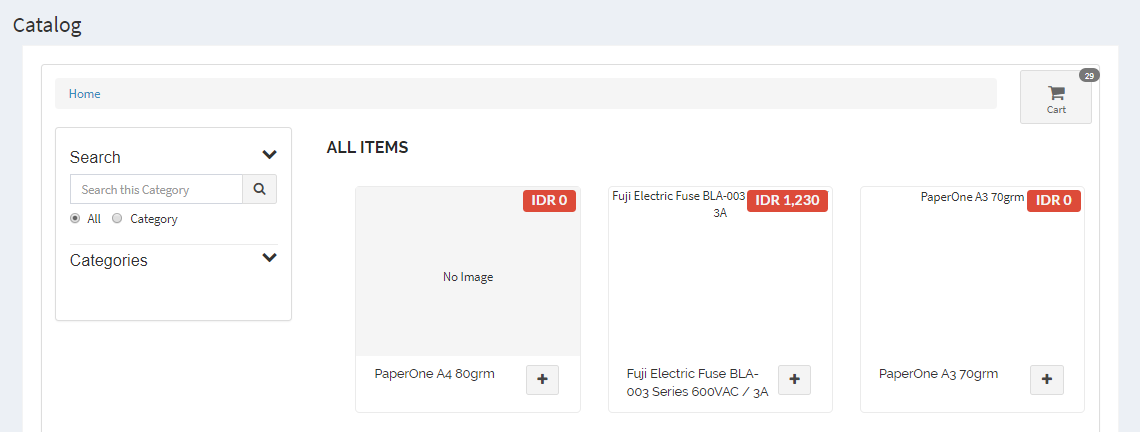 Catalog
Home
29
Cart
Search
Search this Category
All Category
Categories
ALL ITEMS
IDR 0
No Image
PaperOne A4 80grm
Fuji Electric Fuse BLA-003
3A
IDR 1,230
Fuji Electric Fuse BLA-
003 Series 600VAC / 3A
PaperOne A3 70grm
IDR 0
PaperOne A3 70grm